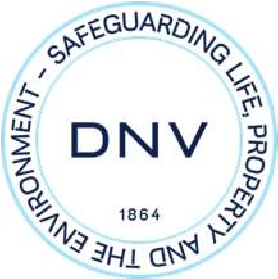 SAFEGUARDING LIFE, PROPERTY AND THE ENVIRONMENT -
DNV
1864